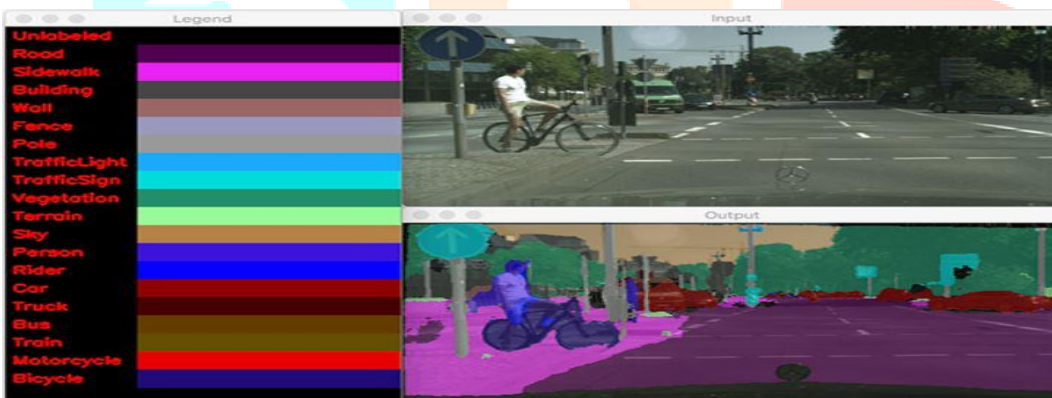 Legend
Unlabeled
Road
Sidewalk
Building
Wall
Fence
Pole
TrafficLight
TrafficSign
Vegetation
Terrain
Sky
Person
Rider
Car
Truck
Bus
Train
Motorcycle
Bicycle
Input
Output